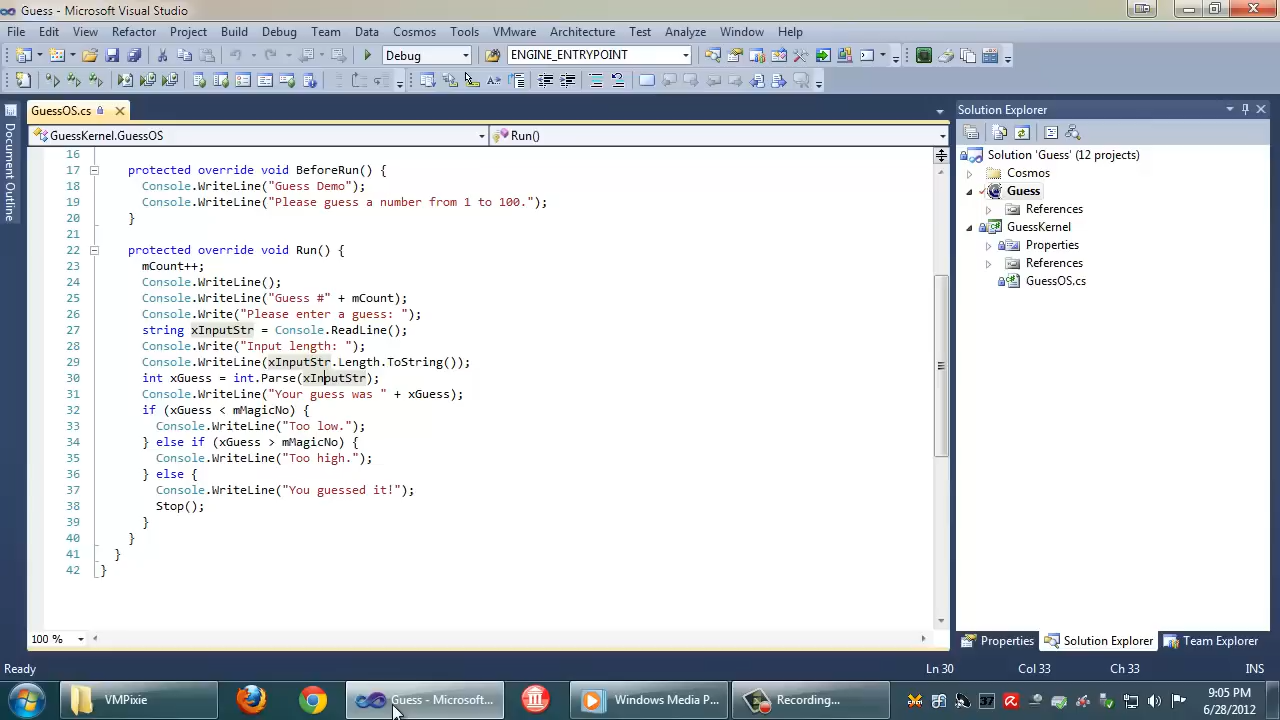 Guess - Microsoft Visual Studio
File Edit View Refactor Project Build Debug Team Data Cosmos Tools VMware Architecture Test Analyze Window Help
Debug ENGINE_ENTRYPOINT
GuessOS.cs
Solution Explorer
GuessKernel.GuessOS Run()
Document Outline
16
17 protected override void BeforeRun() {
18 Console.WriteLine("Guess Demo");
19 Console.WriteLine("Please guess a number from 1 to 100.");
20 }
21
22 protected override void Run() {
23 mCount++;
24 Console.WriteLine();
25 Console.WriteLine("Guess #" + mCount);
26 Console.Write("Please enter a guess: ");
27 string xInputStr = Console.ReadLine();
28 Console.Write("Input length: ");
29 Console.WriteLine(xInputStr.Length.ToString());
30 int xGuess = int.Parse(xInputStr);
31 Console.WriteLine("Your guess was " + xGuess);
32 if (xGuess < mMagicNo) {
33 Console.WriteLine("Too low.");
34 } else if (xGuess > mMagicNo) {
35 Console.WriteLine("Too high.");
36 } else {
37 Console.WriteLine("You guessed it!");
38 Stop();
39 }
40 }
41 }
42 }
Solution 'Guess' (12 projects)
Cosmos
Guess
References
GuessKernel
Properties
References
GuessOS.cs
100 %
Properties Solution Explorer Team Explorer
Ready Ln 30 Col 33 Ch 33 INS
VMPixie Guess - Microsoft... Windows Media P... Recording... 37
9:05 PM
6/28/2012